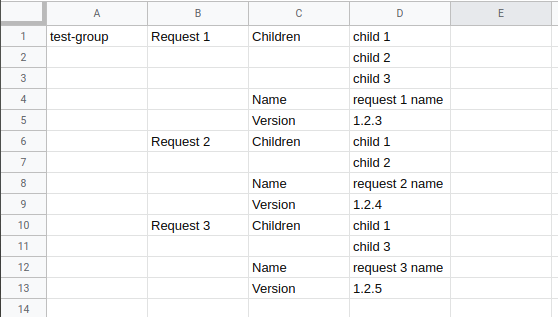 A B C D E
1 test-group Request 1 Children child 1
2 child 2
3 child 3
4 Name request 1 name
5 Version 1.2.3
6 Request 2 Children child 1
7 child 2
8 Name request 2 name
9 Version 1.2.4
10 Request 3 Children child 1
11 child 3
12 Name request 3 name
13 Version 1.2.5
14